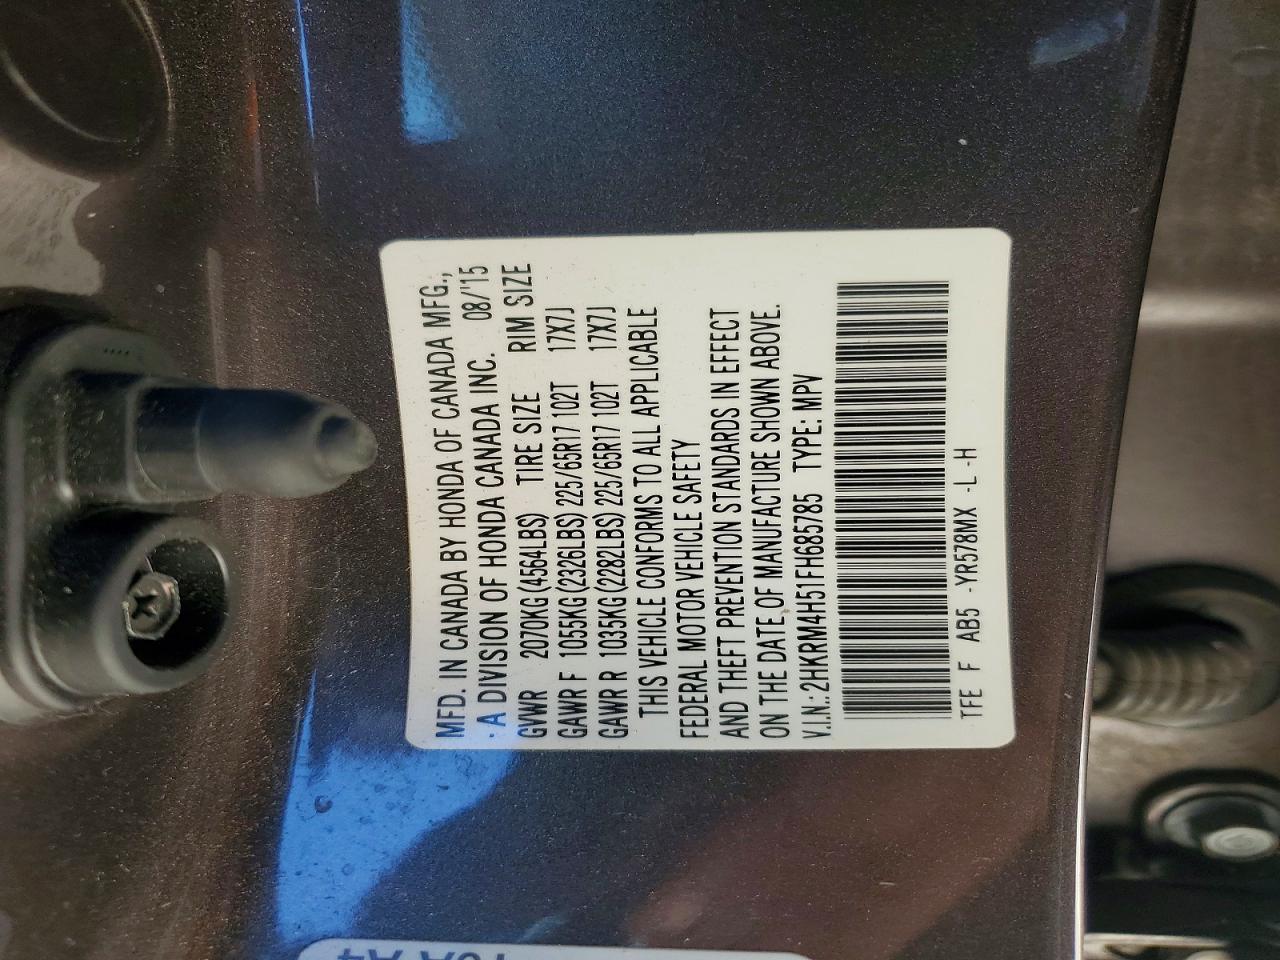 MFD. IN CANADA BY HONDA OF CANADA MFG.,
A DIVISION OF HONDA CANADA INC. 08/'15
GVWR 2070KG(4564LBS) TIRE SIZE RIM SIZE
GAWR F 1055KG(2326LBS) 225/65R17 102T 17X7J
GAWR R 1035KG(2282LBS) 225/65R17 102T 17X7J
THIS VEHICLE CONFORMS TO ALL APPLICABLE
FEDERAL MOTOR VEHICLE SAFETY
AND THEFT PREVENTION STANDARDS IN EFFECT
ON THE DATE OF MANUFACTURE SHOWN ABOVE.
V.I.N.: 2HKRM4H51FH685785 TYPE: MPV
TFE F AB5 -YR578MX -L -H